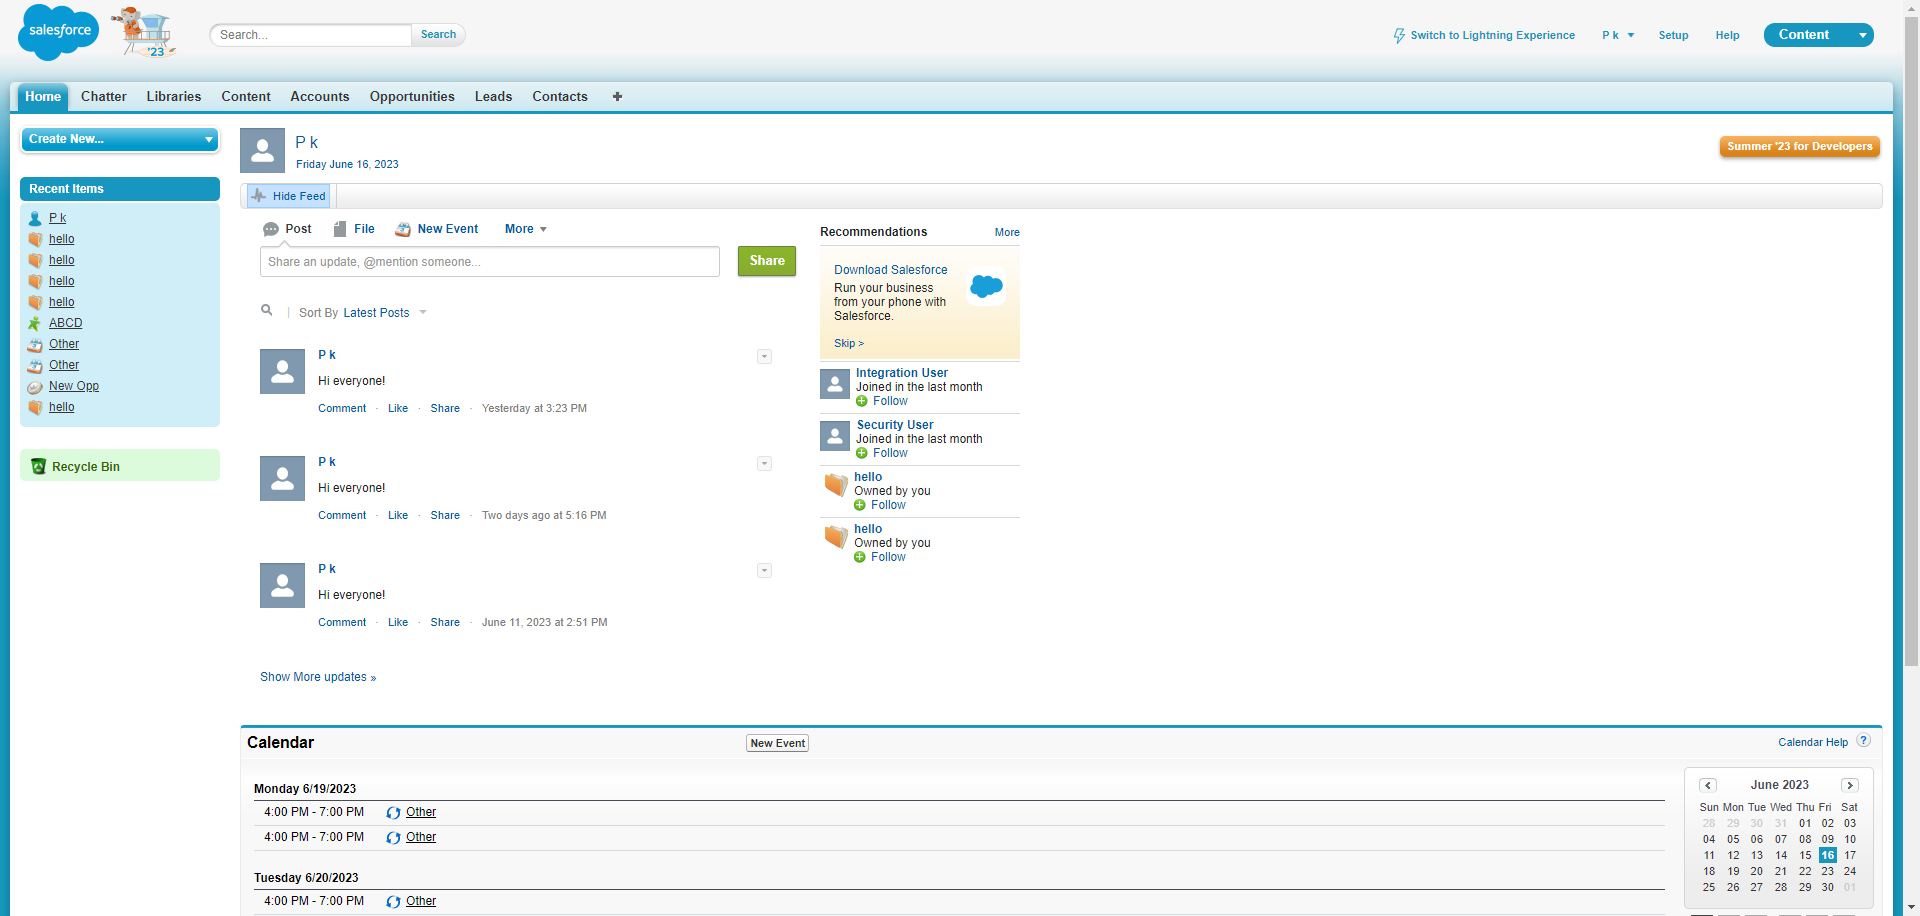 salesforce
'23
Search...
Search
Switch to Lightning Experience
P k
Setup
Help
Content
Home
Chatter
Libraries
Content
Accounts
Opportunities
Leads
Contacts
+
Create New...
Recent Items
P k
hello
hello
hello
hello
ABCD
Other
Other
New Opp
hello
Recycle Bin
P k
Friday June 16, 2023
Summer '23 for Developers
Hide Feed
Post
File
New Event
More
Share an update, @mention someone...
Share
Sort By Latest Posts
P k
Hi everyone!
Comment · Like · Share · Yesterday at 3:23 PM
P k
Hi everyone!
Comment · Like · Share · Two days ago at 5:16 PM
P k
Hi everyone!
Comment · Like · Share · June 11, 2023 at 2:51 PM
Show More updates »
Recommendations
More
Download Salesforce
Run your business
from your phone with
Salesforce.
Skip >
Integration User
Joined in the last month
Follow
Security User
Joined in the last month
Follow
hello
Owned by you
Follow
hello
Owned by you
Follow
Calendar
New Event
Calendar Help ?
Monday 6/19/2023
4:00 PM - 7:00 PM Other
4:00 PM - 7:00 PM Other
Tuesday 6/20/2023
4:00 PM - 7:00 PM Other
June 2023
Sun Mon Tue Wed Thu Fri Sat
28 29 30 31 01 02 03
04 05 06 07 08 09 10
11 12 13 14 15 16 17
18 19 20 21 22 23 24
25 26 27 28 29 30 01